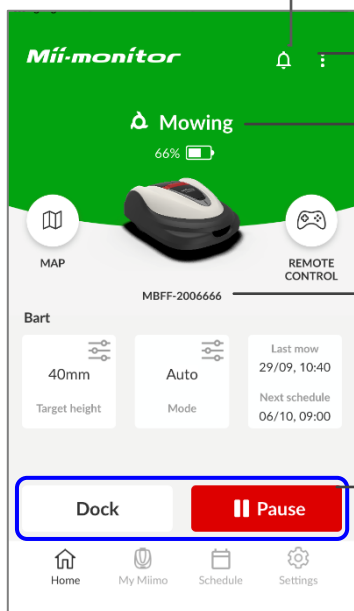 Mii-monitor
Mowing
66%
MAP
REMOTE
CONTROL
MBFF-2006666
Bart
40mm
Target height
Auto
Mode
Last mow
29/09, 10:40
Next schedule
06/10, 09:00
Dock
Pause
Home
My Miimo
Schedule
Settings